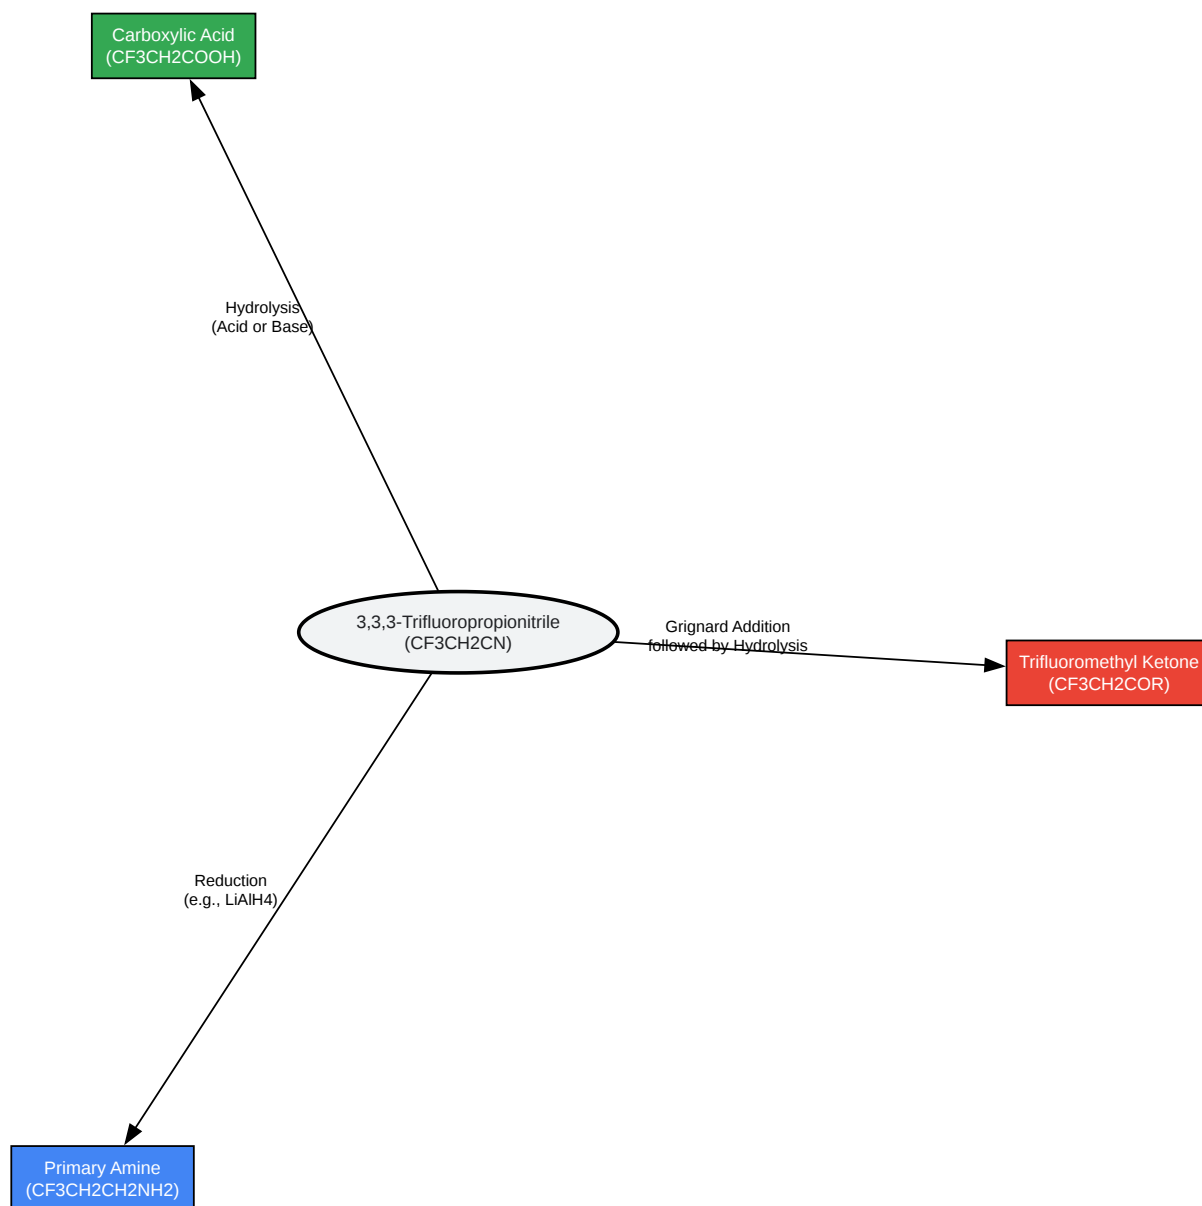 Carboxylic Acid
(CF3CH2COOH)
Hydrolysis
(Acid or Base)
3,3,3-Trifluoropropionitrile
(CF3CH2CN)
Grignard Addition
followed by Hydrolysis
Trifluoromethyl Ketone
(CF3CH2COR)
Reduction
(e.g., LiAlH4)
Primary Amine
(CF3CH2CH2NH2)